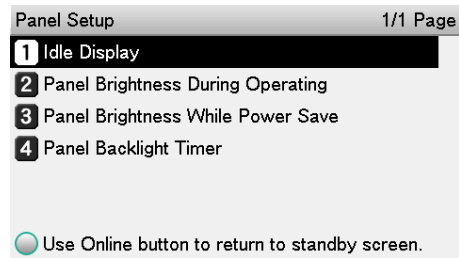 Panel Setup 1/1 Page
1 Idle Display
2 Panel Brightness During Operating
3 Panel Brightness While Power Save
4 Panel Backlight Timer
Use Online button to return to standby screen.